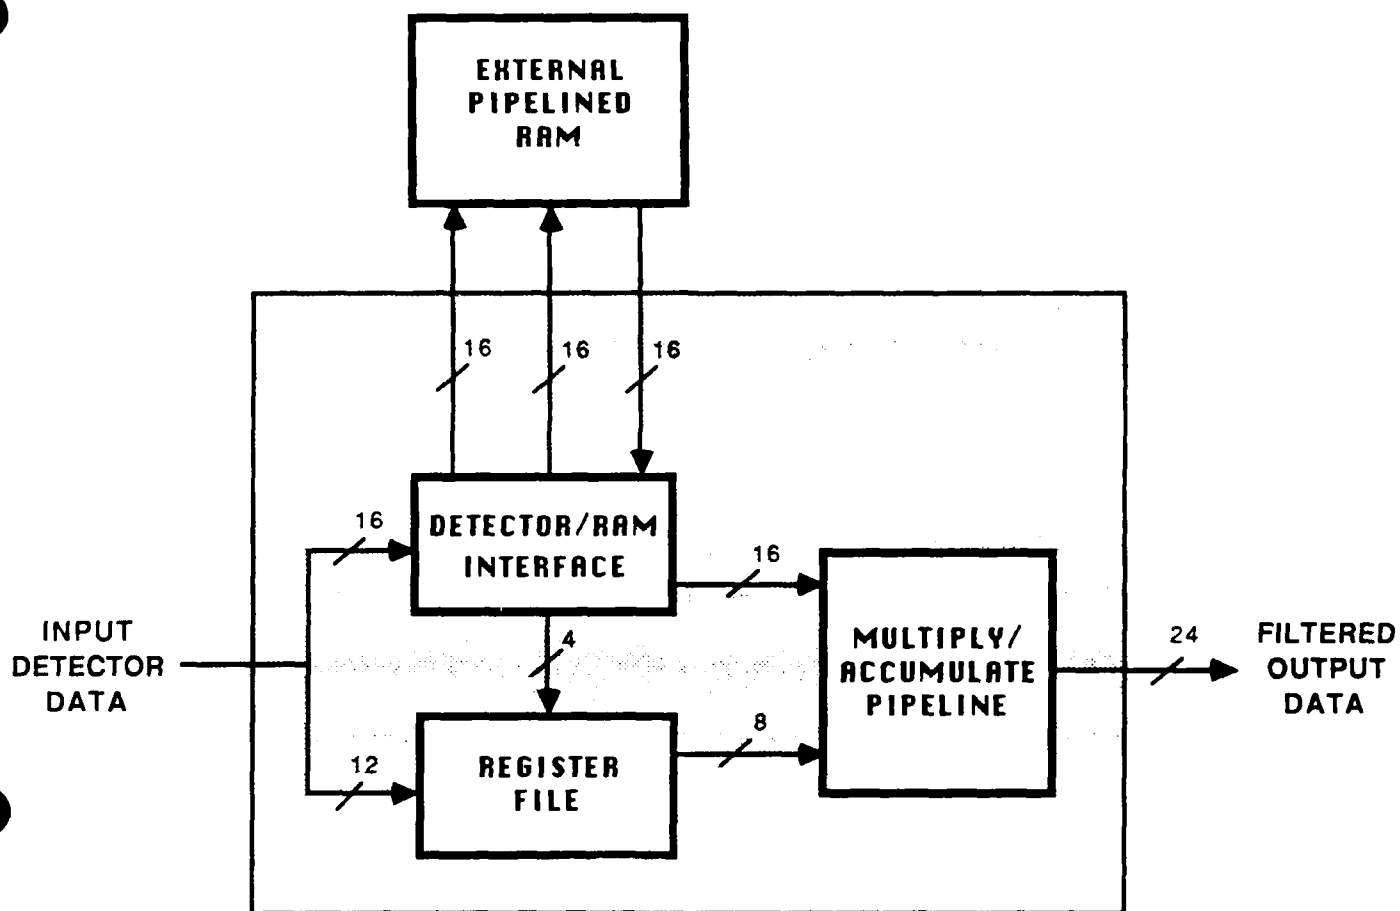 EXTERNAL
PIPELINED
RAM
16
16
16
16
DETECTOR/RAM
INTERFACE
16
4
INPUT
DETECTOR
DATA
MULTIPLY/
ACCUMULATE
PIPELINE
24
FILTERED
OUTPUT
DATA
8
12
REGISTER
FILE